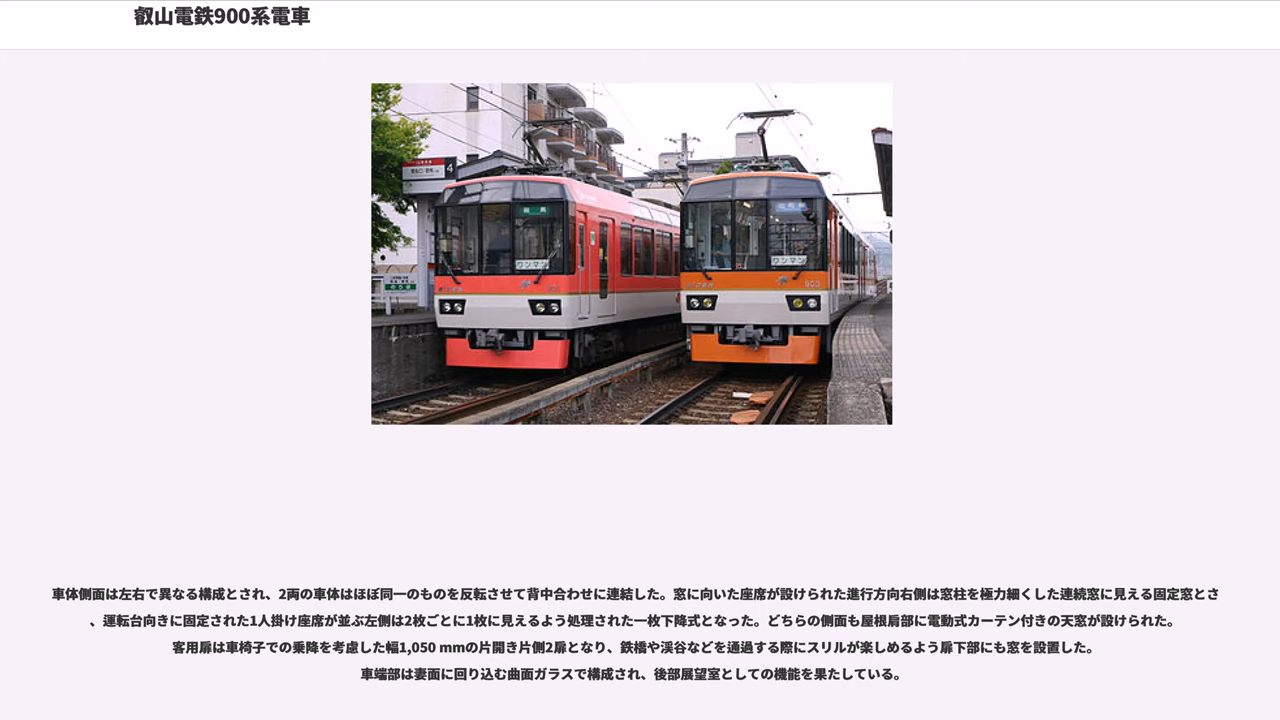 叡山電鉄900系電車
4
ワンマン
ワンマン
903
車体側面は左右で異なる構成とされ、2両の車体はほぼ同一のものを反転させて背中合わせに連結した。窓に向いた座席が設けられた進行方向右側は窓柱を極力細くした連続窓に見える固定窓とさ
、運転台向きに固定された1人掛け座席が並ぶ左側は2枚ごとに1枚に見えるよう処理された一枚下降式となった。どちらの側面も屋根肩部に電動式カーテン付きの天窓が設けられた。
客用扉は車椅子での乗降を考慮した幅1,050 mmの片開き片側2扉となり、鉄橋や渓谷などを通過する際にスリルが楽しめるよう扉下部にも窓を設置した。
車端部は妻面に回り込む曲面ガラスで構成され、後部展望室としての機能を果たしている。